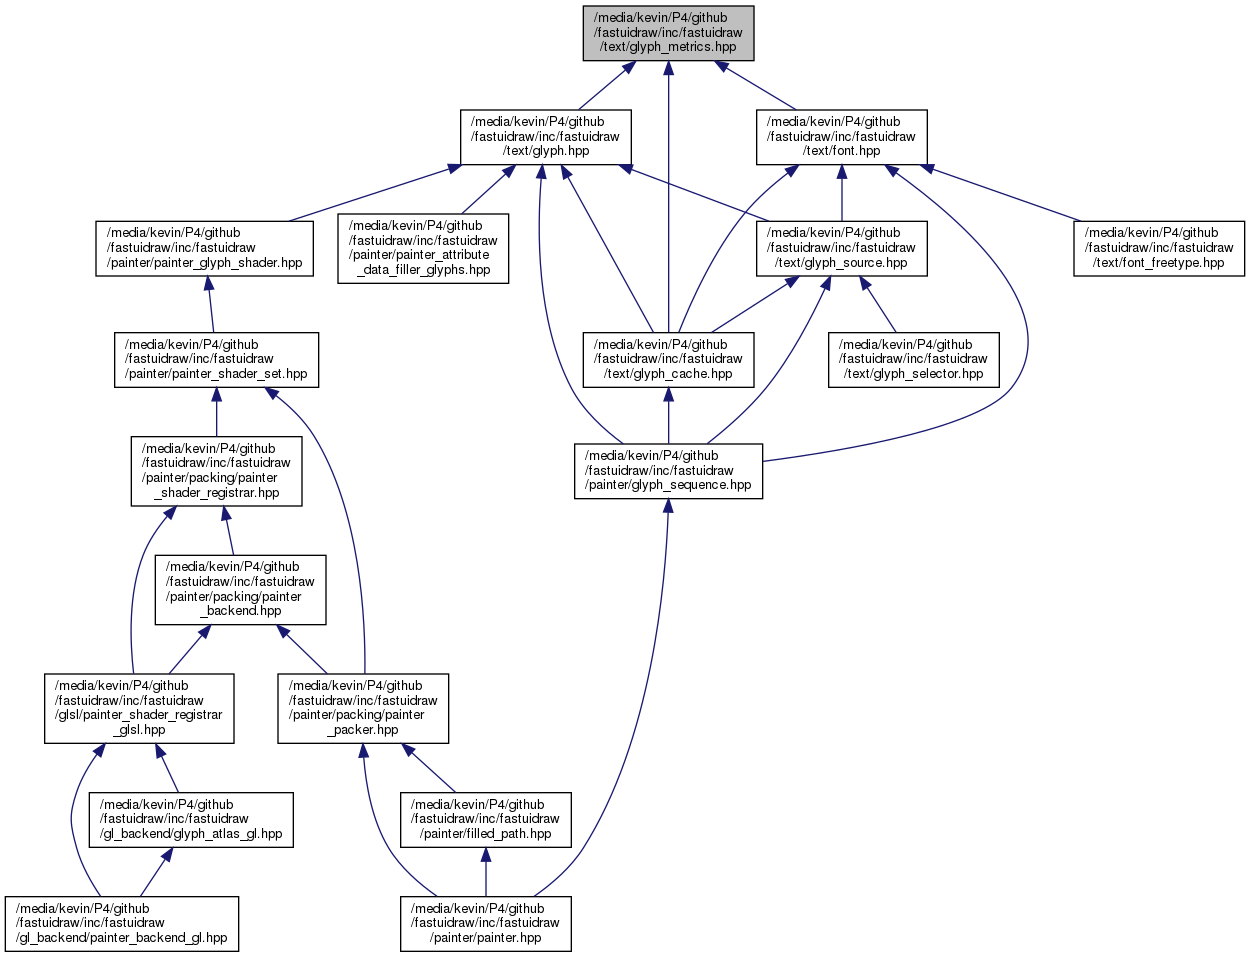 /media/kevin/P4/github
/fastuidraw/inc/fastuidraw
/text/glyph_metrics.hpp
/media/kevin/P4/github
/fastuidraw/inc/fastuidraw
/text/glyph.hpp
/media/kevin/P4/github
/fastuidraw/inc/fastuidraw
/text/font.hpp
/media/kevin/P4/github
/fastuidraw/inc/fastuidraw
/painter/painter_glyph_shader.hpp
/media/kevin/P4/github
/fastuidraw/inc/fastuidraw
/painter/painter_attribute
_data_filler_glyphs.hpp
/media/kevin/P4/github
/fastuidraw/inc/fastuidraw
/text/glyph_source.hpp
/media/kevin/P4/github
/fastuidraw/inc/fastuidraw
/text/font_freetype.hpp
/media/kevin/P4/github
/fastuidraw/inc/fastuidraw
/painter/painter_shader_set.hpp
/media/kevin/P4/github
/fastuidraw/inc/fastuidraw
/text/glyph_cache.hpp
/media/kevin/P4/github
/fastuidraw/inc/fastuidraw
/text/glyph_selector.hpp
/media/kevin/P4/github
/fastuidraw/inc/fastuidraw
/painter/packing/painter
_shader_registrar.hpp
/media/kevin/P4/github
/fastuidraw/inc/fastuidraw
/painter/glyph_sequence.hpp
/media/kevin/P4/github
/fastuidraw/inc/fastuidraw
/painter/packing/painter
_backend.hpp
/media/kevin/P4/github
/fastuidraw/inc/fastuidraw
/glsl/painter_shader_registrar
_glsl.hpp
/media/kevin/P4/github
/fastuidraw/inc/fastuidraw
/painter/packing/painter
_packer.hpp
/media/kevin/P4/github
/fastuidraw/inc/fastuidraw
/gl_backend/glyph_atlas_gl.hpp
/media/kevin/P4/github
/fastuidraw/inc/fastuidraw
/painter/filled_path.hpp
/media/kevin/P4/github
/fastuidraw/inc/fastuidraw
/gl_backend/painter_backend_gl.hpp
/media/kevin/P4/github
/fastuidraw/inc/fastuidraw
/painter/painter.hpp